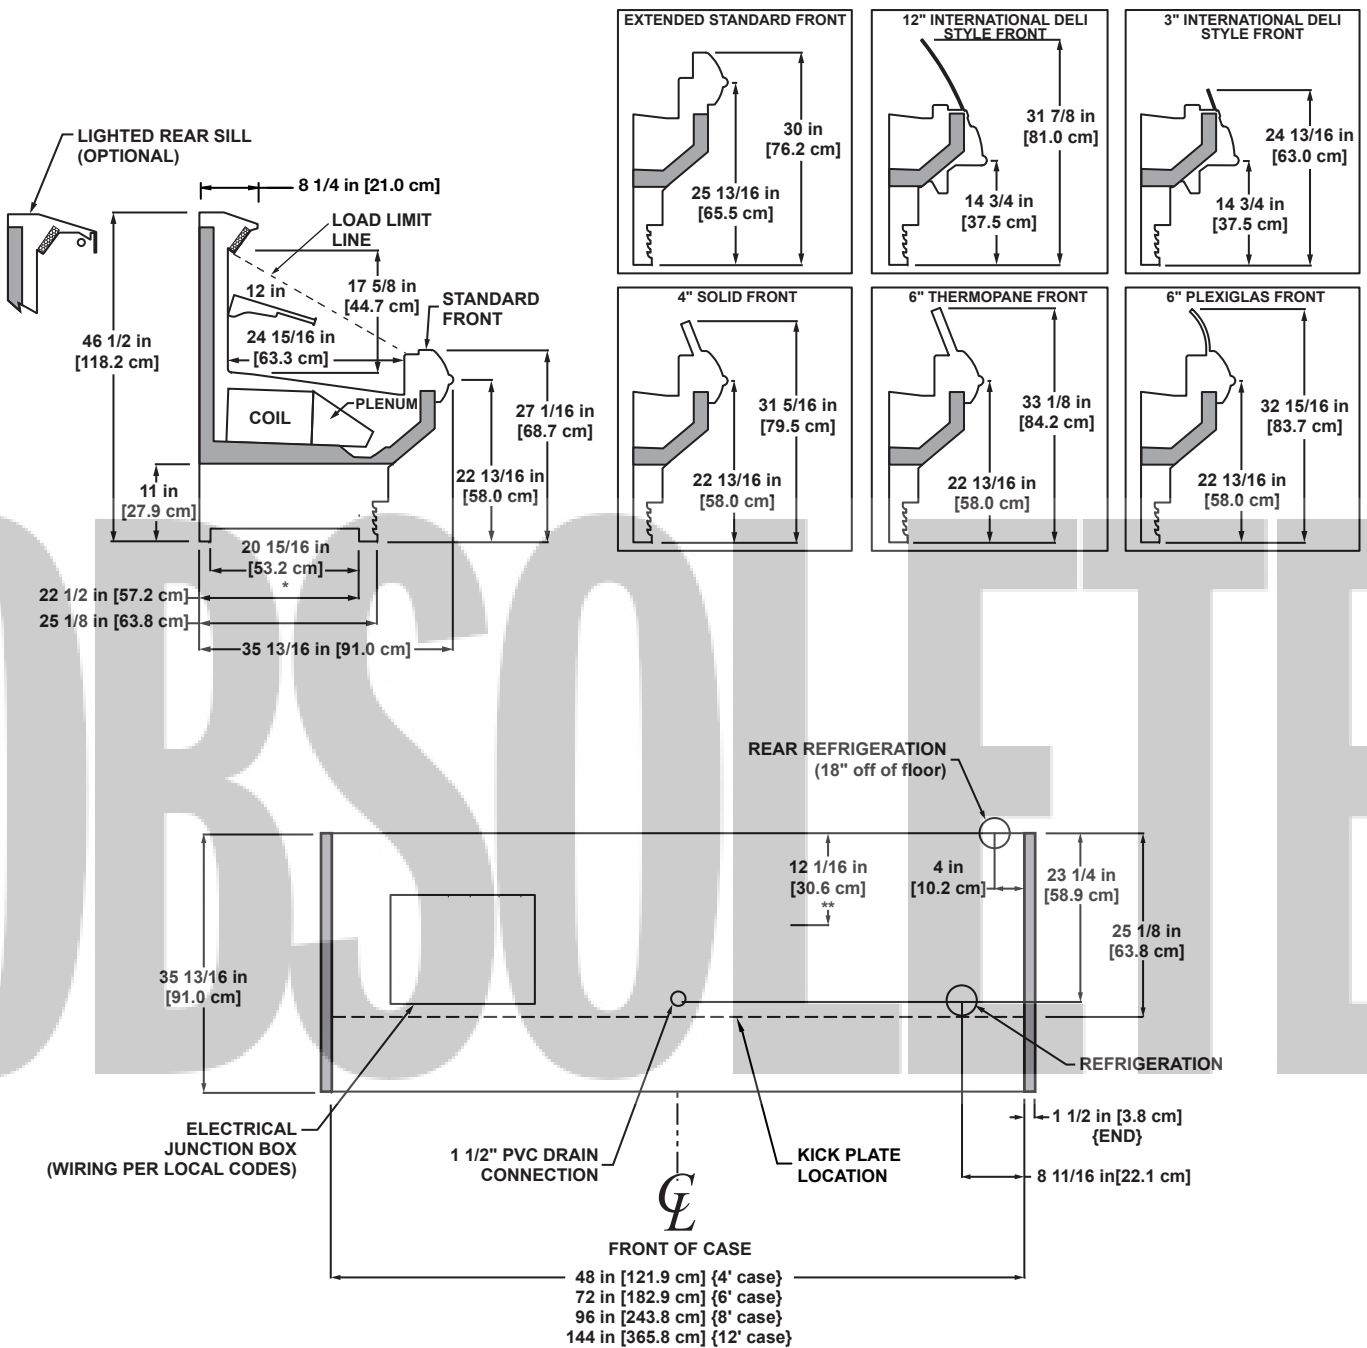 EXTENDED STANDARD FRONT
30 in
[76.2 cm]
25 13/16 in
[65.5 cm]
12" INTERNATIONAL DELI
STYLE FRONT
31 7/8 in
[81.0 cm]
14 3/4 in
[37.5 cm]
3" INTERNATIONAL DELI
STYLE FRONT
24 13/16 in
[63.0 cm]
14 3/4 in
[37.5 cm]
LIGHTED REAR SILL
(OPTIONAL)
8 1/4 in [21.0 cm]
LOAD LIMIT
LINE
12 in
17 5/8 in
[44.7 cm]
STANDARD
FRONT
24 15/16 in
[63.3 cm]
46 1/2 in
[118.2 cm]
COIL
PLENUM
27 1/16 in
[68.7 cm]
22 13/16 in
[58.0 cm]
11 in
[27.9 cm]
20 15/16 in
[53.2 cm]
*
22 1/2 in [57.2 cm]
25 1/8 in [63.8 cm]
35 13/16 in [91.0 cm]
4" SOLID FRONT
31 5/16 in
[79.5 cm]
22 13/16 in
[58.0 cm]
6" THERMOPANE FRONT
33 1/8 in
[84.2 cm]
22 13/16 in
[58.0 cm]
6" PLEXIGLAS FRONT
32 15/16 in
[83.7 cm]
22 13/16 in
[58.0 cm]
OBSOLETE
REAR REFRIGERATION
(18" off of floor)
12 1/16 in
[30.6 cm]
**
4 in
[10.2 cm]
23 1/4 in
[58.9 cm]
25 1/8 in
[63.8 cm]
35 13/16 in
[91.0 cm]
REFRIGERATION
1 1/2 in [3.8 cm]
{END}
8 11/16 in[22.1 cm]
ELECTRICAL
JUNCTION BOX
(WIRING PER LOCAL CODES)
1 1/2" PVC DRAIN
CONNECTION
KICK PLATE
LOCATION
CL
FRONT OF CASE
48 in [121.9 cm] {4' case}
72 in [182.9 cm] {6' case}
96 in [243.8 cm] {8' case}
144 in [365.8 cm] {12' case}